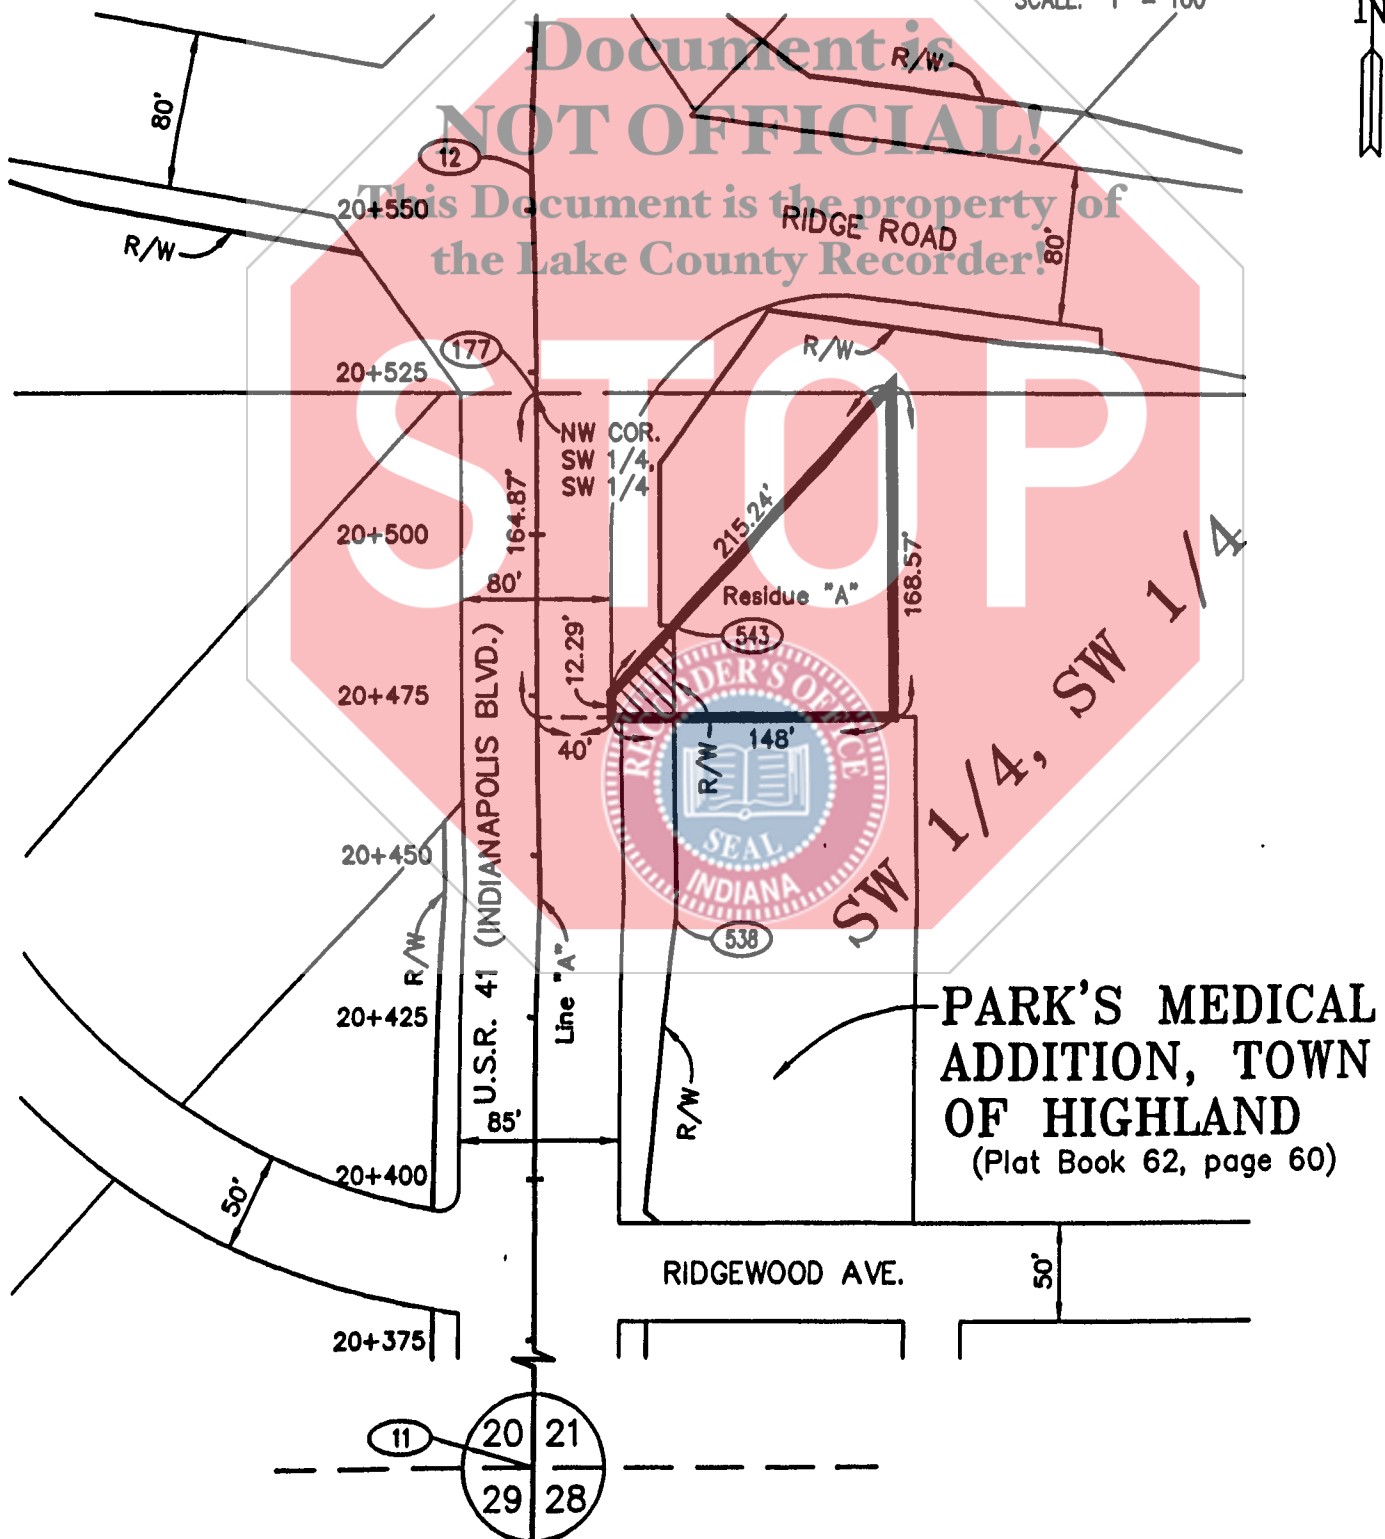 SCALE: 1" = 100'
Document is
NOT OFFICIAL!
This Document is the property of
the Lake County Recorder!
STOP
R/W
80'
12
20+550
RIDGE ROAD
R/W
80'
177
R/W
20+525
NW COR.
SW 1/4,
SW 1/4
164.87'
20+500
215.24'
80'
Residue "A"
168.57'
SW 1/4, SW 1/4
543
12.29'
20+475
40'
148'
R/W
RECORDER'S OFFICE
SEAL
INDIANA
U.S.R. 41 (INDIANAPOLIS BLVD.)
20+450
538
R/W
Line "A"
20+425
PARK'S MEDICAL
ADDITION, TOWN
OF HIGHLAND
(Plat Book 62, page 60)
R/W
85'
20+400
50'
RIDGEWOOD AVE.
50'
20+375
11
20 21
29 28